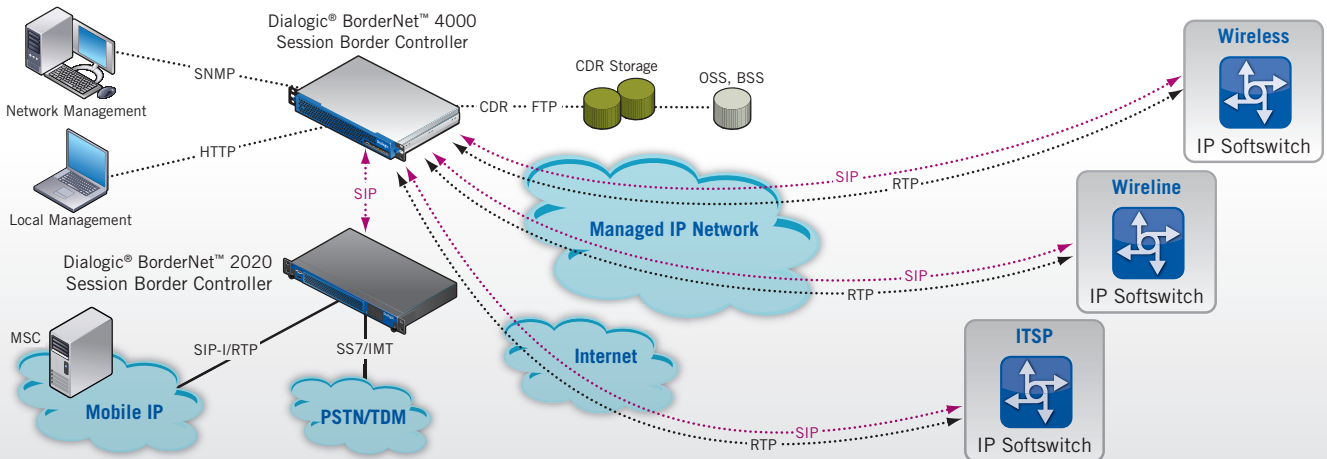 Dialogic® BorderNet™ 4000
Session Border Controller
SNMP
Network Management
HTTP
Local Management
CDR
FTP
CDR Storage
OSS, BSS
SIP
Dialogic® BorderNet™ 2020
Session Border Controller
MSC
SIP-I/RTP
SS7/IMT
Mobile IP
PSTN/TDM
Managed IP Network
Internet
SIP
RTP
Wireless
IP Softswitch
SIP
RTP
Wireline
IP Softswitch
SIP
RTP
ITSP
IP Softswitch